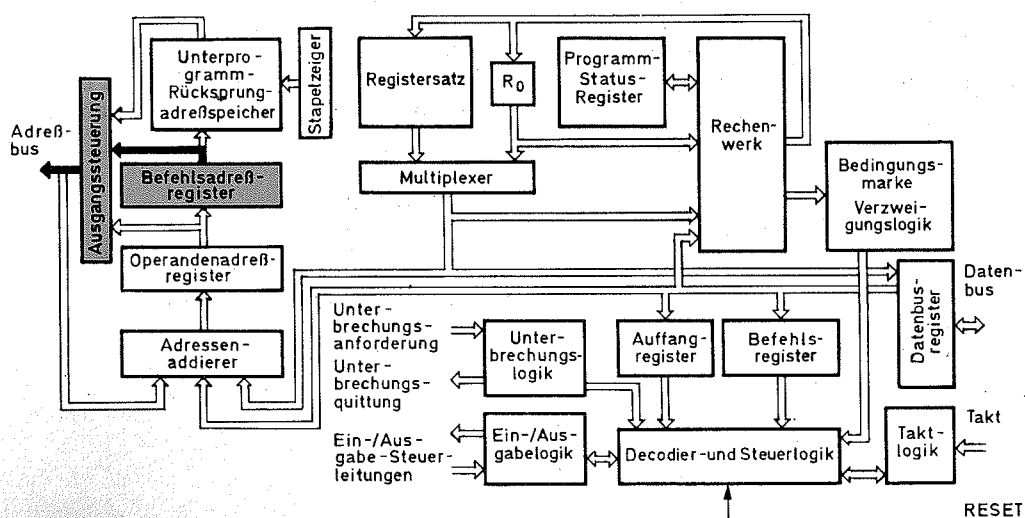 Adreß-
bus
Ausgangssteuerung
Unterpro-
gramm-
Rücksprung-
adreßspeicher
Stapelzeiger
Befehlsadreß-
register
Operandenadreß-
register
Adressen-
addierer
Registersatz
R0
Programm-
Status-
Register
Multiplexer
Rechen-
werk
Bedingungs-
marke
Verzwei-
gungslogik
Daten-
bus
Datenbus-
register
Unter-
brechungs-
anforderung
Unter-
brechungs-
quittung
Unter-
brechungs-
logik
Auffang-
register
Befehls-
register
Ein-/Aus-
gabe-Steuer-
leitungen
Ein-/Aus-
gabelogik
Decodier- und Steuerlogik
Takt-
logik
Takt
RESET